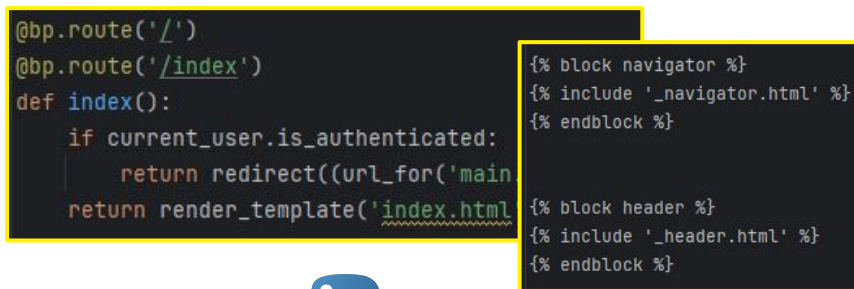 @bp.route('/')
@bp.route('/index')
def index():
    if current_user.is_authenticated:
        return redirect((url_for('main.
    return render_template('index.html'
{% block navigator %}
{% include '_navigator.html' %}
{% endblock %}
{% block header %}
{% include '_header.html' %}
{% endblock %}